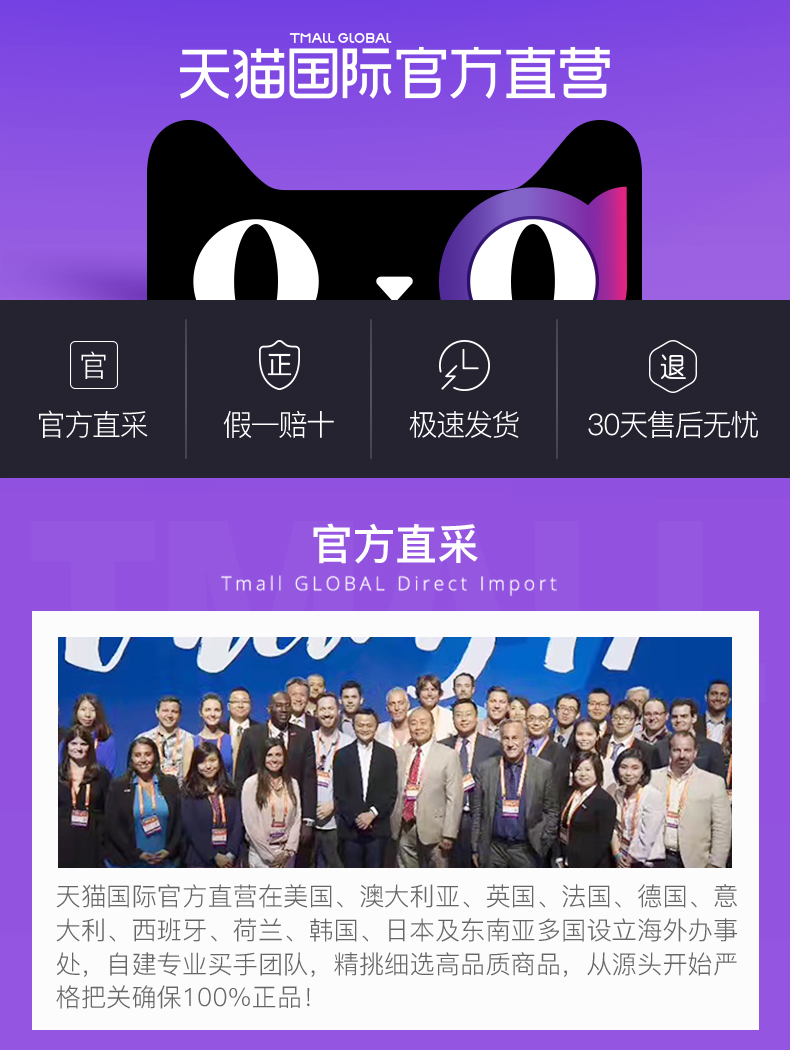 TMALL GLOBAL
天猫国际官方直营
官 正 退
官方直采 假一赔十 极速发货 30天售后无忧
官方直采
Tmall GLOBAL Direct Import
天猫国际官方直营在美国、澳大利亚、英国、法国、德国、意
大利、西班牙、荷兰、韩国、日本及东南亚多国设立海外办事
处，自建专业买手团队，精挑细选高品质商品，从源头开始严
格把关确保100%正品！